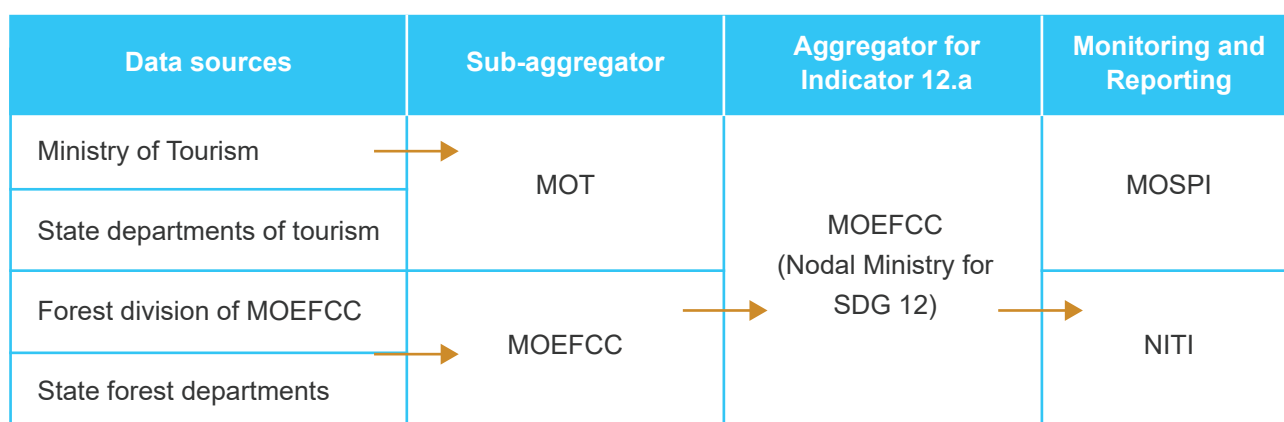 Data sources
Sub-aggregator
Aggregator for
Indicator 12.a
Monitoring and
Reporting
Ministry of Tourism
State departments of tourism
MOT
MOSPI
MOEFCC
(Nodal Ministry for
SDG 12)
Forest division of MOEFCC
State forest departments
MOEFCC
NITI